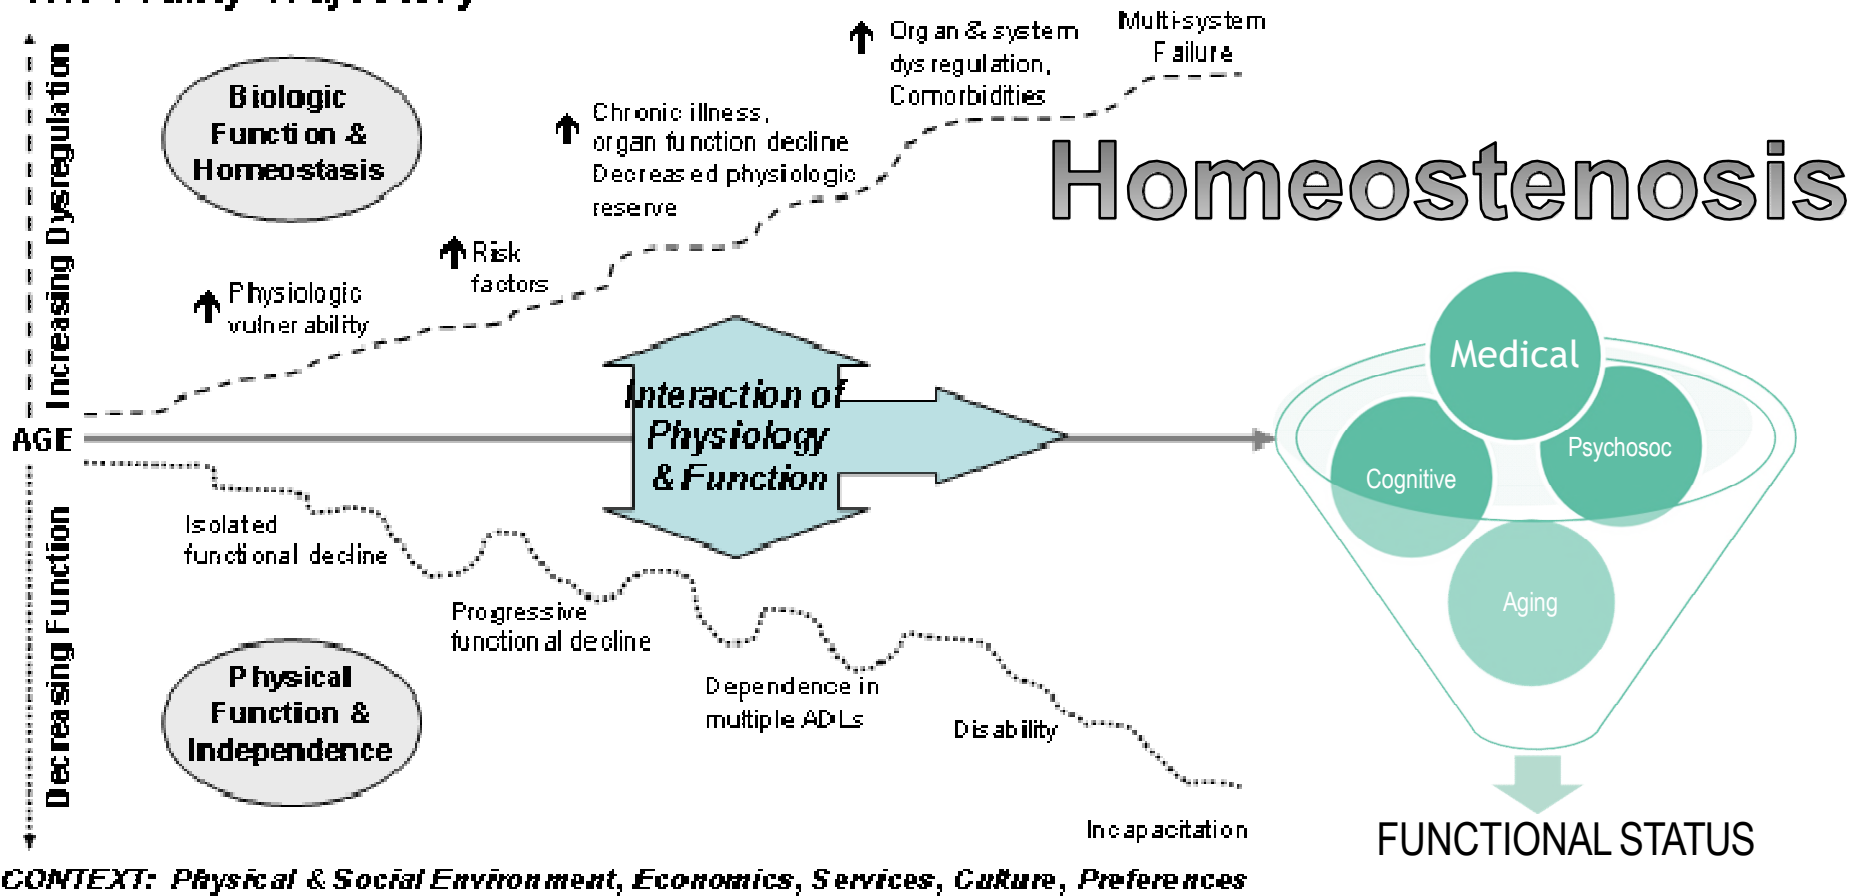 Increasing Dysregulation
Biologic
Function &
Homeostasis
Physiologic
vulnerability
Risk
factors
Chronic illness,
organ function decline
Decreased physiologic
reserve
Organ & system
dysregulation,
Comorbidities
Multi-system
Failure
Homeostenosis
AGE
Interaction of
Physiology
& Function
Decreasing Function
Isolated
functional decline
Progressive
functional decline
Dependence in
multiple ADLs
Disability
Incapacitation
Physical
Function &
Independence
Medical
Cognitive
Psychosoc
Aging
FUNCTIONAL STATUS
CONTEXT: Physical & Social Environment, Economics, Services, Culture, Preferences